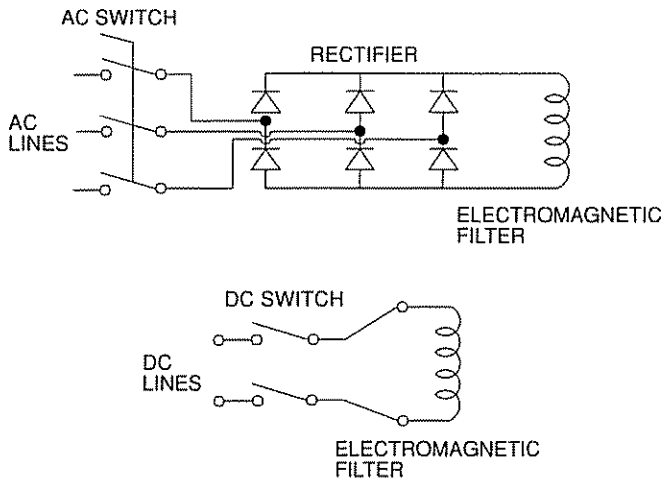 AC SWITCH
RECTIFIER
AC
LINES
ELECTROMAGNETIC
FILTER
DC SWITCH
DC
LINES
ELECTROMAGNETIC
FILTER